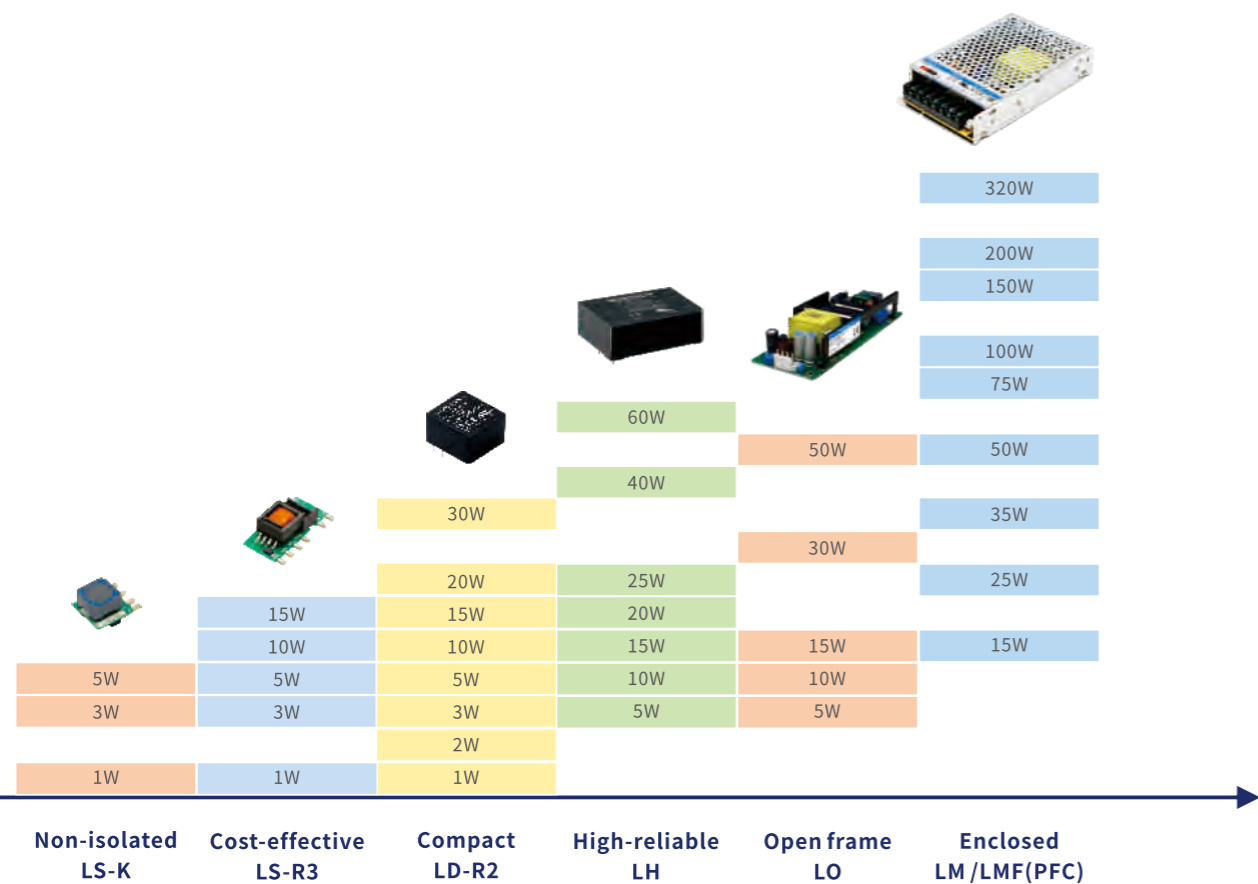 320W
200W
150W
100W
75W
60W
50W 50W
40W
30W 35W
30W
20W 25W 25W
15W 15W 20W
10W 10W 15W 15W 15W
5W 5W 5W 10W 10W
3W 3W 3W 5W 5W
2W
1W 1W 1W
Non-isolated Cost-effective Compact High-reliable Open frame Enclosed
LS-K LS-R3 LD-R2 LH LO LM/LMF(PFC)